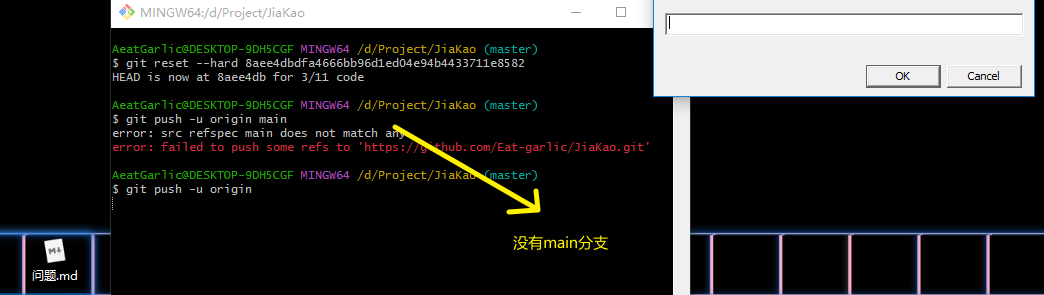 MINGW64:/d/Project/JiaKao
AeatGarlic@DESKTOP-9DH5CGF MINGW64 /d/Project/JiaKao (master)
$ git reset --hard 8aee4dbdfa4666bb96d1ed04e94b4433711e8582
HEAD is now at 8aee4db for 3/11 code
AeatGarlic@DESKTOP-9DH5CGF MINGW64 /d/Project/JiaKao (master)
$ git push -u origin main
error: src refspec main does not match any
error: failed to push some refs to 'https://github.com/Eat-garlic/JiaKao.git'
AeatGarlic@DESKTOP-9DH5CGF MINGW64 /d/Project/JiaKao (master)
$ git push -u origin
没有main分支
OK
Cancel
M↓
问题.md